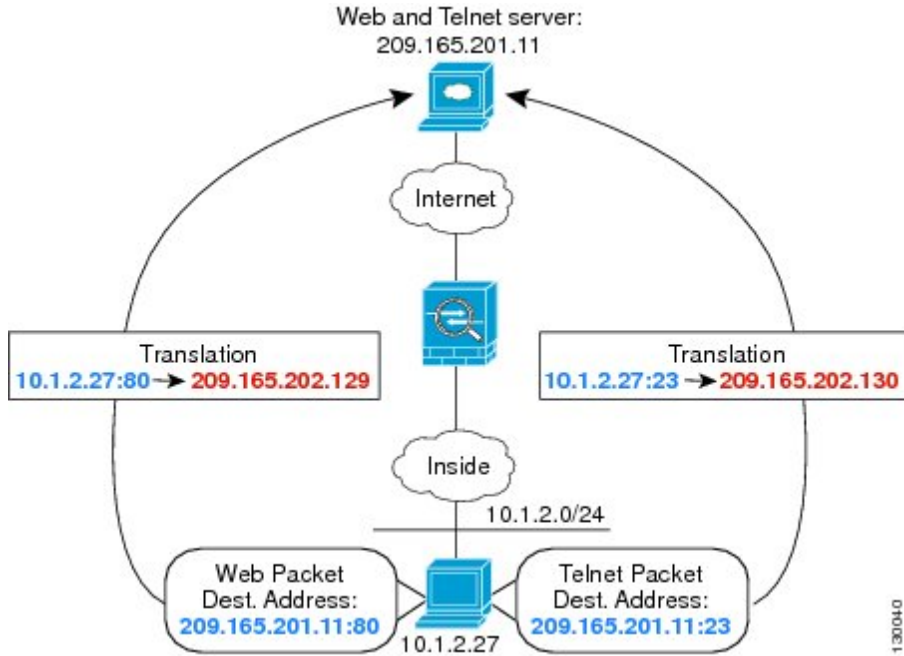 Web and Telnet server:
209.165.201.11
Internet
Translation
10.1.2.27:80 → 209.165.202.129
Translation
10.1.2.27:23 → 209.165.202.130
Inside
10.1.2.0/24
Web Packet
Dest. Address:
209.165.201.11:80
Telnet Packet
Dest. Address:
209.165.201.11:23
10.1.2.27
130040